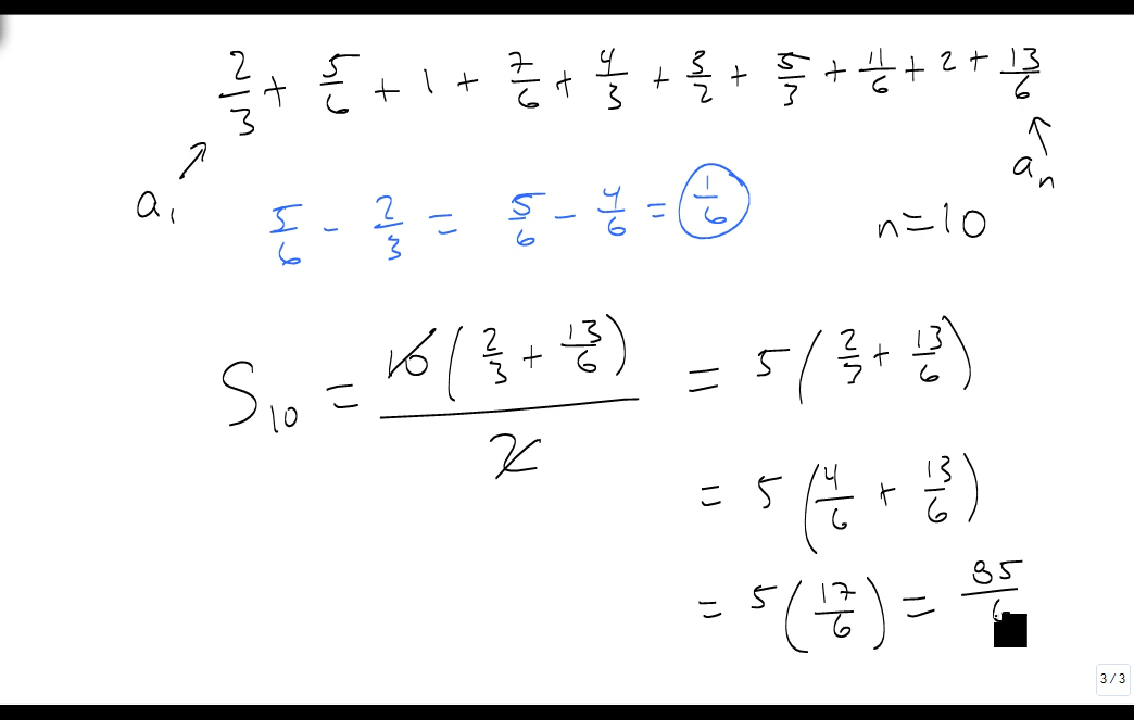 2/3 + 5/6 + 1 + 7/6 + 4/3 + 3/2 + 5/3 + 11/6 + 2 + 13/6
a₁ aₙ
5/6 - 2/3 = 5/6 - 4/6 = 1/6
n=10
S₁₀ = 10(2/3 + 13/6)/2 = 5(2/3 + 13/6)
= 5(4/6 + 13/6)
= 5(17/6) = 85/6
3/3